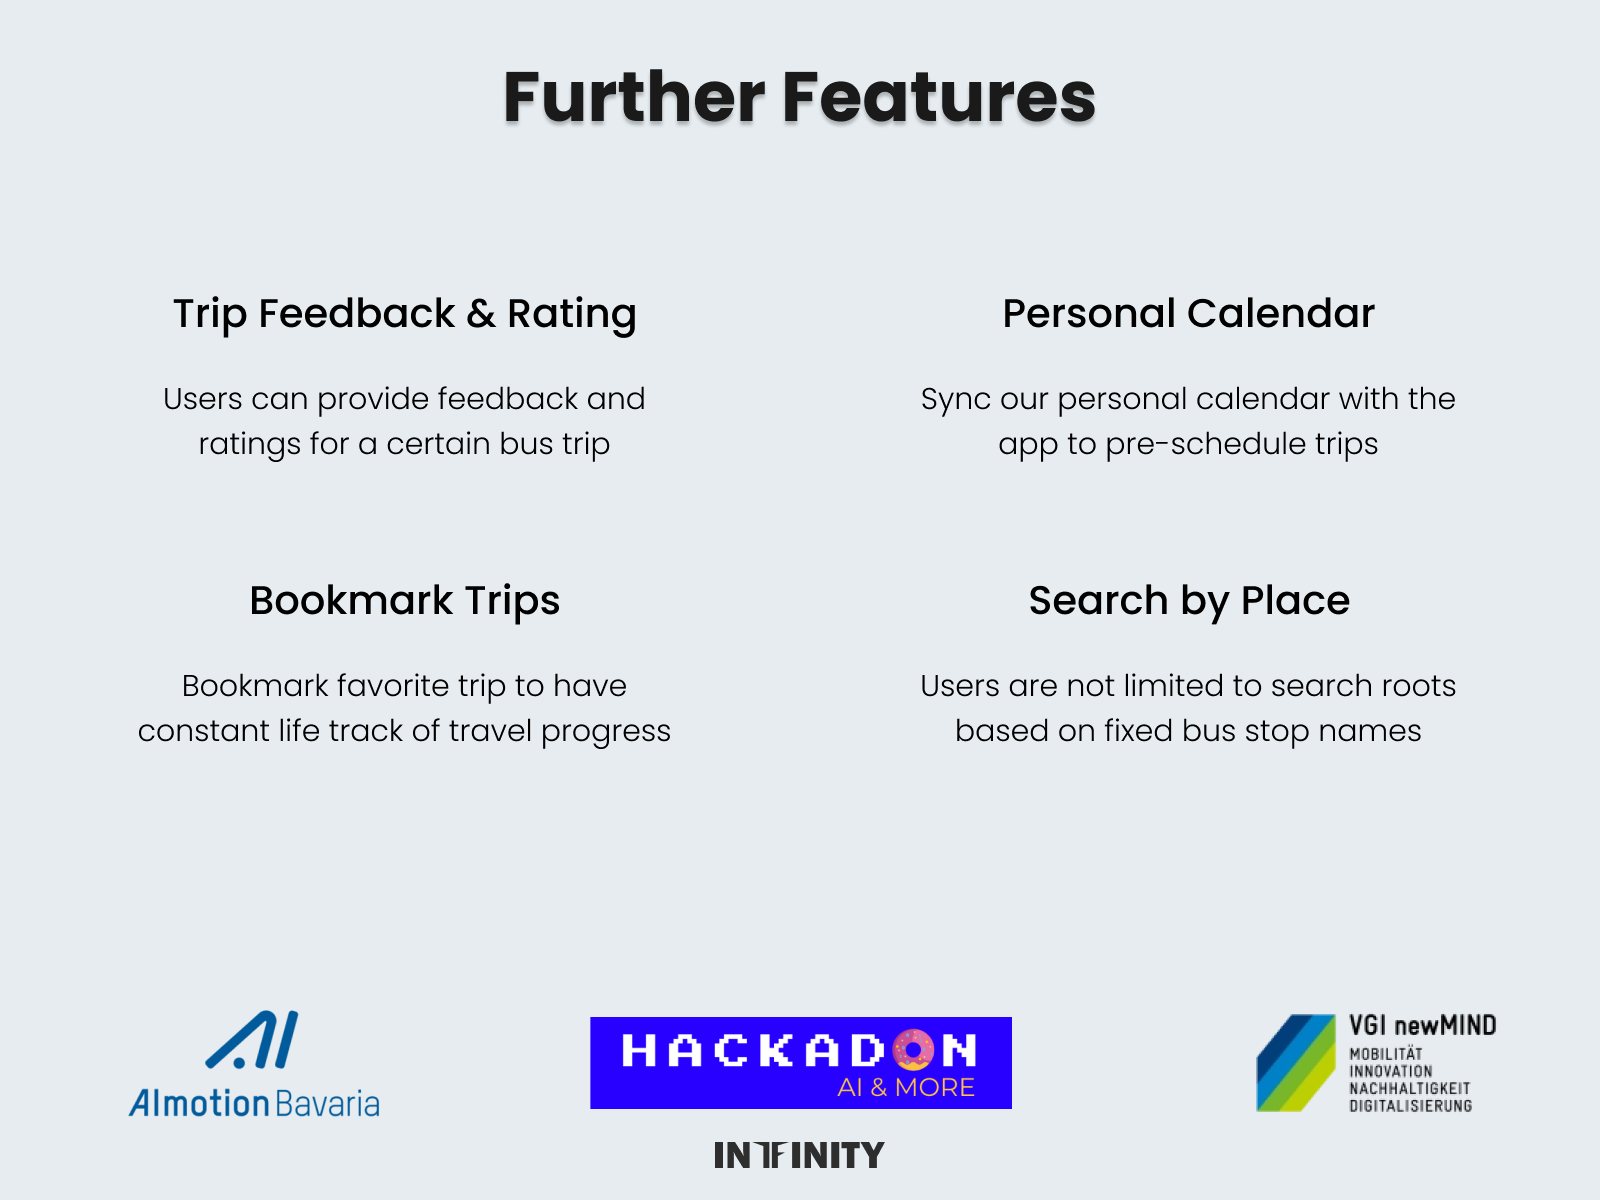 Further Features
Trip Feedback & Rating
Users can provide feedback and
ratings for a certain bus trip
Personal Calendar
Sync our personal calendar with the
app to pre-schedule trips
Bookmark Trips
Bookmark favorite trip to have
constant life track of travel progress
Search by Place
Users are not limited to search roots
based on fixed bus stop names
AI
AImotion Bavaria
HACKADON
AI & MORE
VGI newMIND
MOBILITÄT
INNOVATION
NACHHALTIGKEIT
DIGITALISIERUNG
INTFINITY